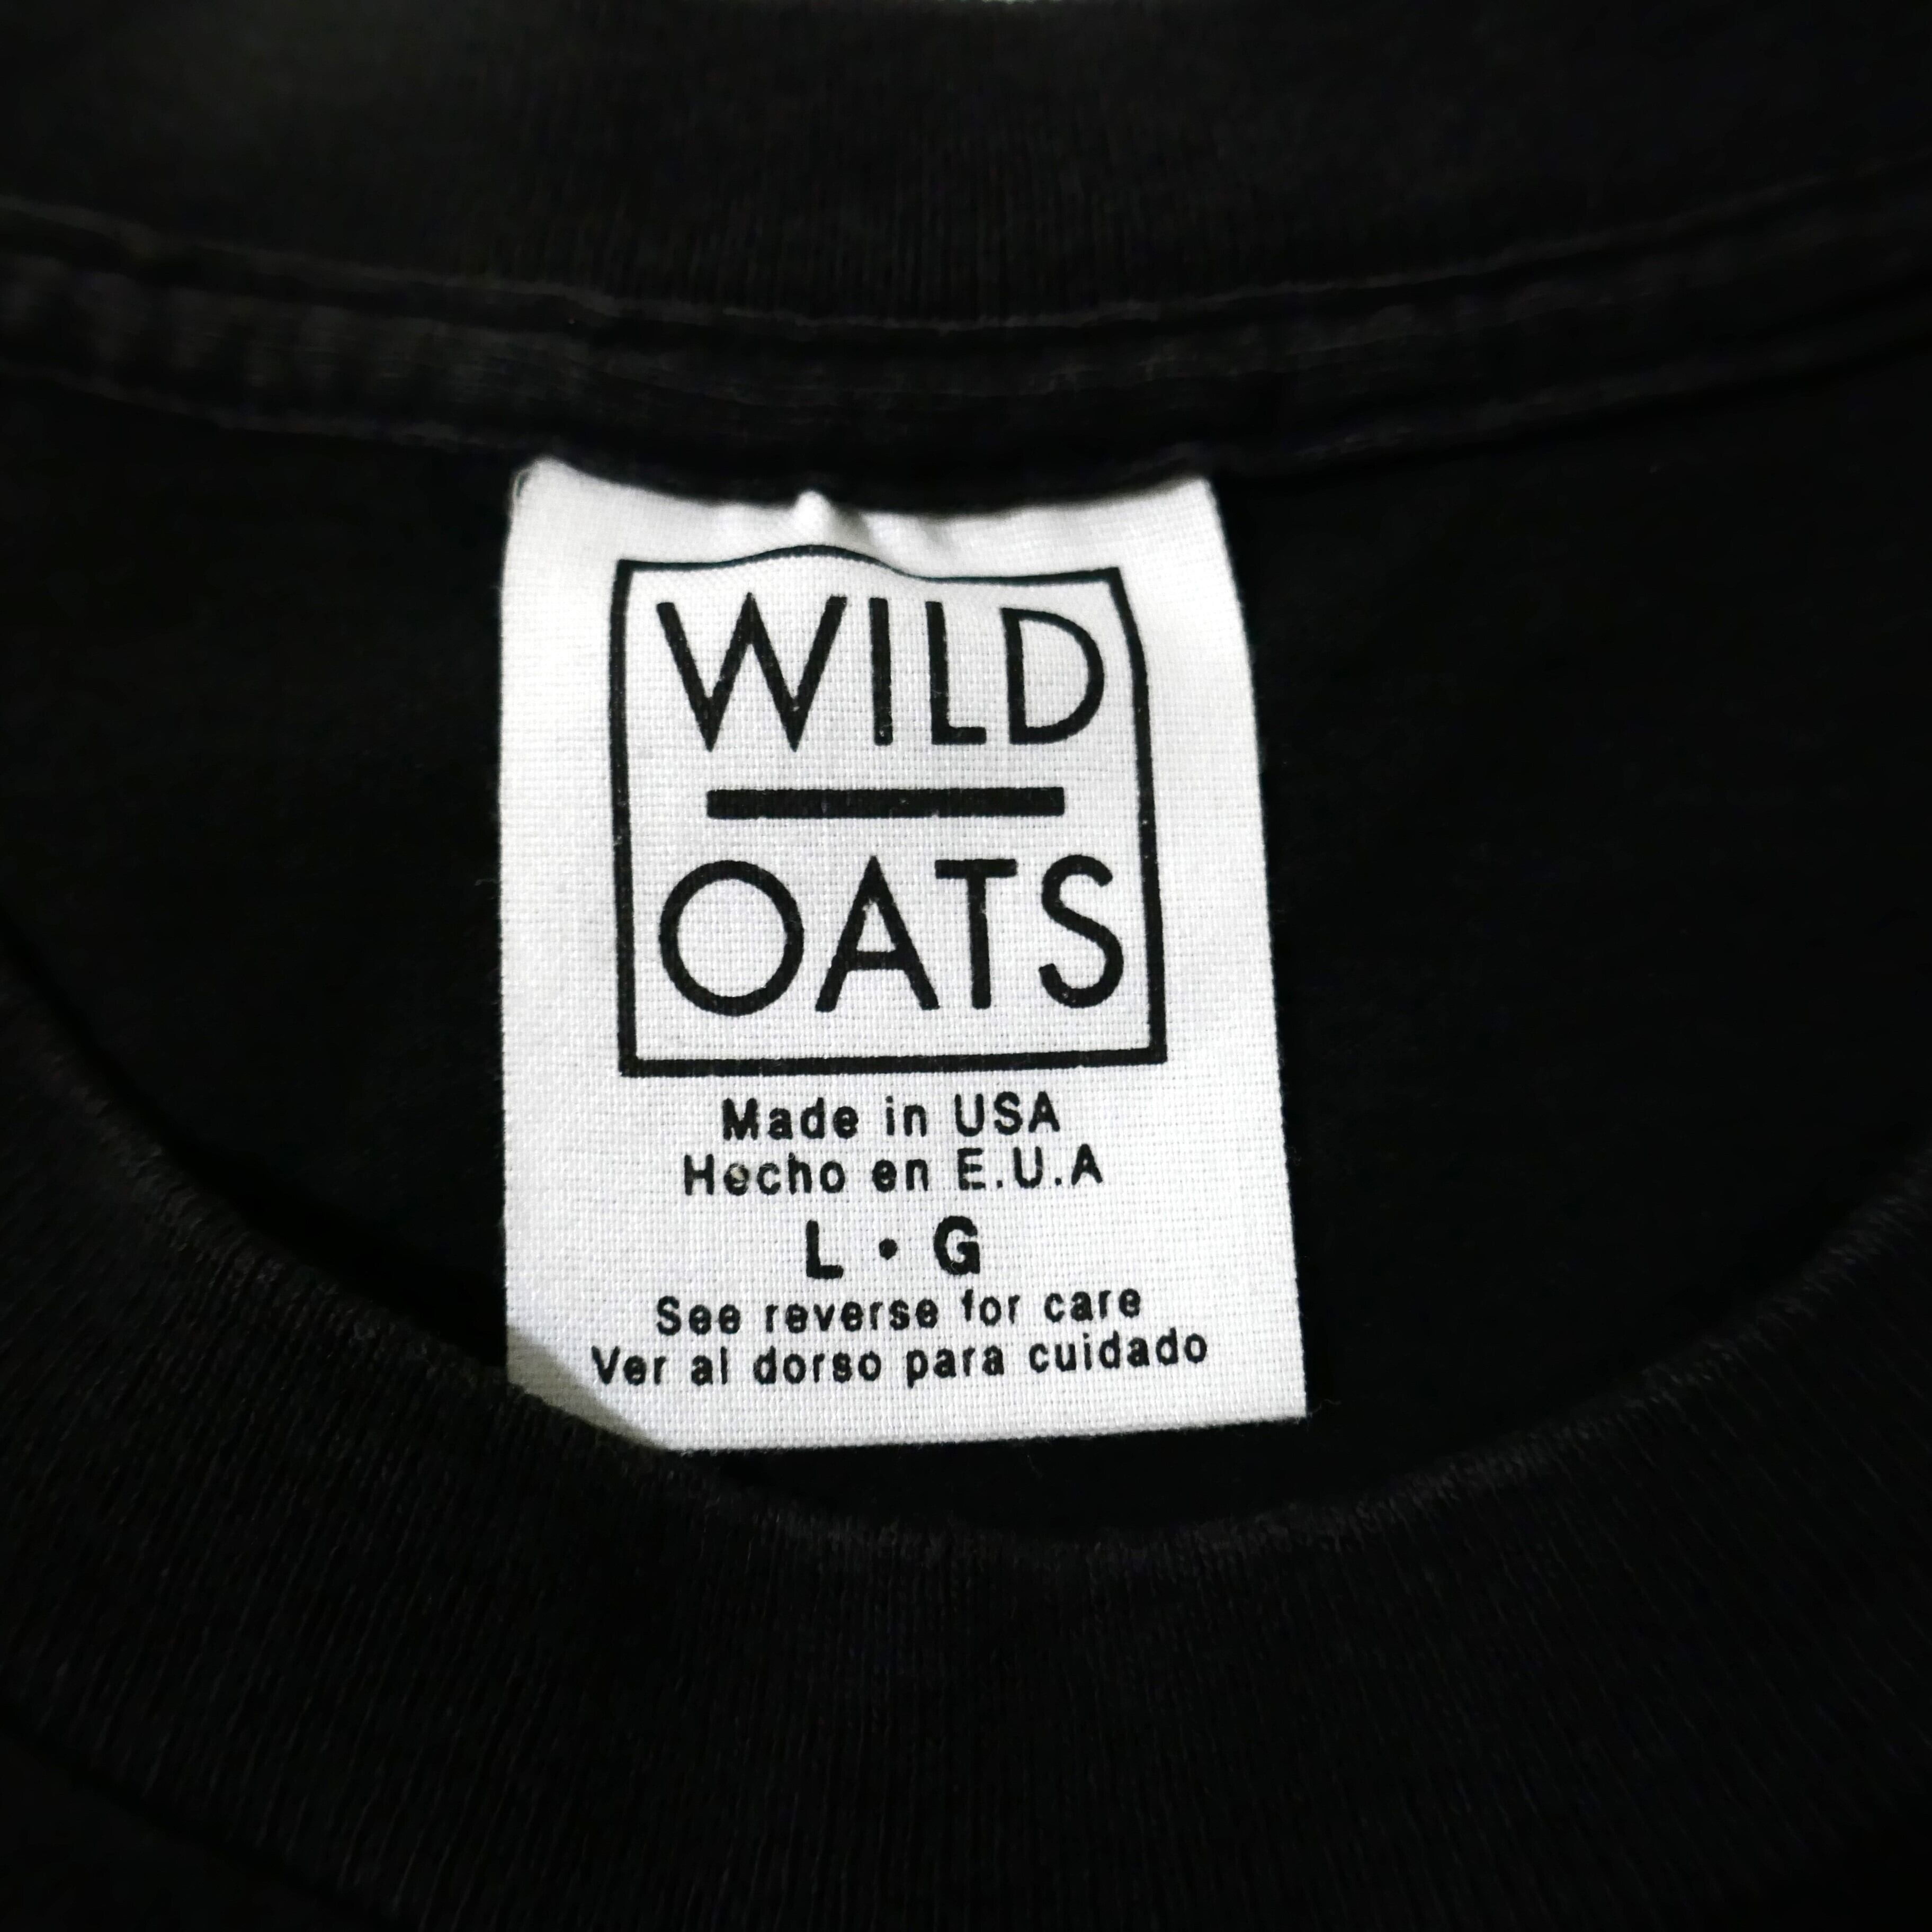 WILD
OATS
Made in USA
Hecho en E.U.A
L • G
See reverse for care
Ver al dorso para cuidado